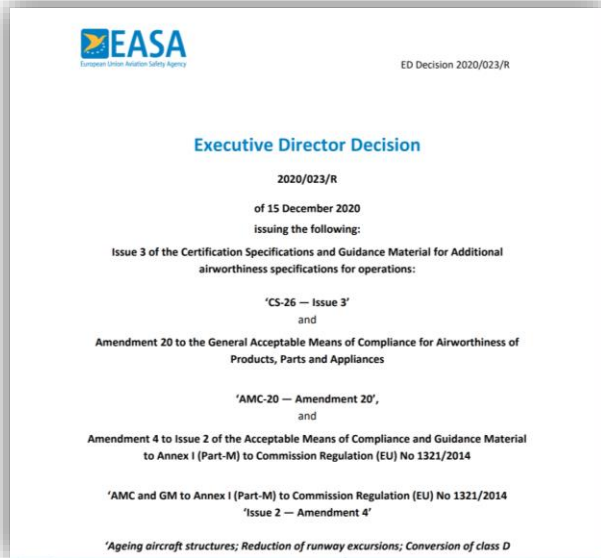 EASA
European Union Aviation Safety Agency
ED Decision 2020/023/R
Executive Director Decision
2020/023/R
of 15 December 2020
issuing the following:
Issue 3 of the Certification Specifications and Guidance Material for Additional
airworthiness specifications for operations:
‘CS-26 — Issue 3’
and
Amendment 20 to the General Acceptable Means of Compliance for Airworthiness of
Products, Parts and Appliances
‘AMC-20 — Amendment 20’,
and
Amendment 4 to Issue 2 of the Acceptable Means of Compliance and Guidance Material
to Annex I (Part-M) to Commission Regulation (EU) No 1321/2014
‘AMC and GM to Annex I (Part-M) to Commission Regulation (EU) No 1321/2014
‘Issue 2 — Amendment 4’
‘Ageing aircraft structures; Reduction of runway excursions; Conversion of class D